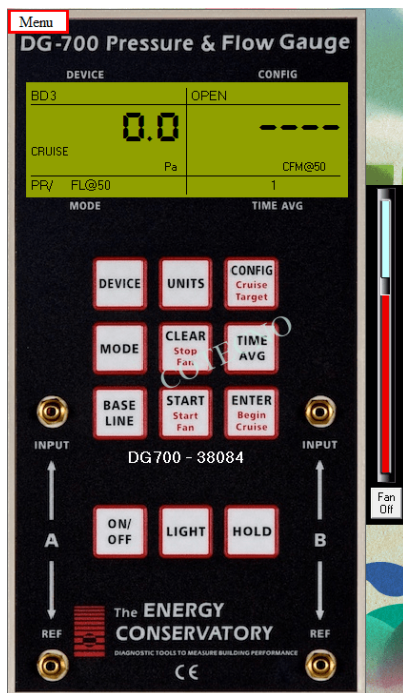 Menu
DG-700 Pressure & Flow Gauge
DEVICE CONFIG
BD3 OPEN
0.0 ----
CRUISE
Pa CFM@50
PR/ FL@50 1
MODE TIME AVG
DEVICE UNITS CONFIG
Cruise
Target
MODE CLEAR TIME
Stop AVG
Fan
BASE START ENTER
LINE Start Begin
Fan Cruise
INPUT INPUT
DG700 - 38084
Fan
Off
ON/ LIGHT HOLD
OFF
A B
The ENERGY
CONSERVATORY
REF REF
DIAGNOSTIC TOOLS TO MEASURE BUILDING PERFORMANCE
CE